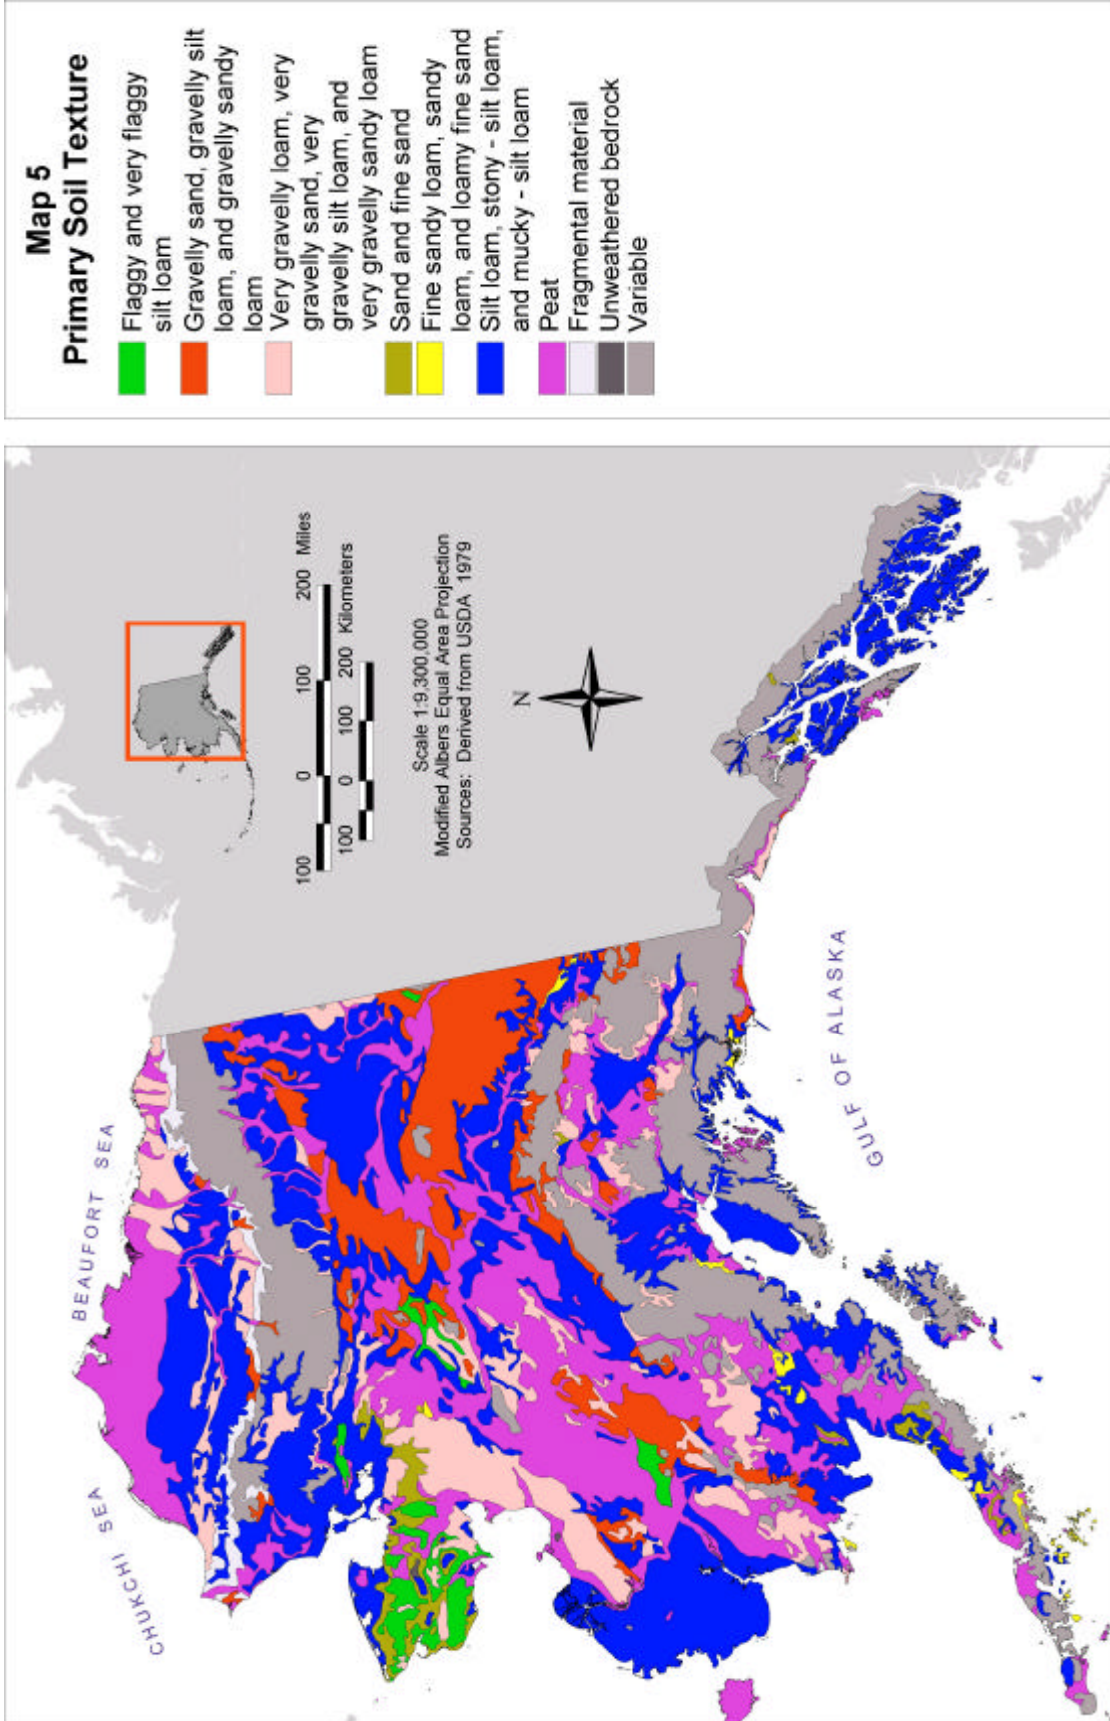 Map 5
Primary Soil Texture
Flaggy and very flaggy
silt loam
Gravelly sand, gravelly silt
loam, and gravelly sandy
loam
Very gravelly loam, very
gravelly sand, very
gravelly silt loam, and
very gravelly sandy loam
Sand and fine sand
Fine sandy loam, sandy
loam, and loamy fine sand
Silt loam, stony - silt loam,
and mucky - silt loam
Peat
Fragmental material
Unweathered bedrock
Variable
BEAUFORT SEA
CHUKCHI SEA
GULF OF ALASKA
100 0 100 200 Miles
100 0 100 200 Kilometers
Scale 1:9,300,000
Modified Albers Equal Area Projection
Sources: Derived from USDA 1979
N